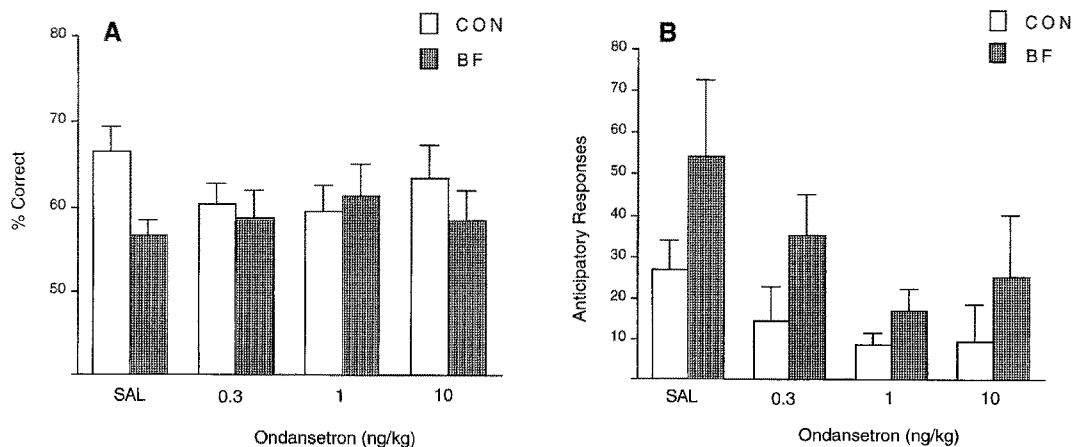 A
CON
BF
% Correct
80
70
60
50
SAL
0.3
1
10
Ondansetron (ng/kg)
B
CON
BF
Anticipatory Responses
80
70
60
50
40
30
20
10
SAL
0.3
1
10
Ondansetron (ng/kg)